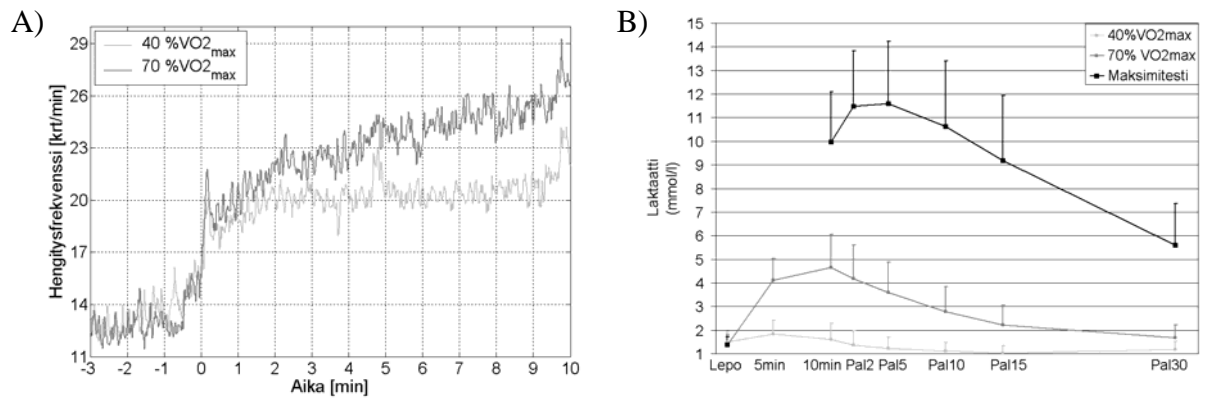 A)
40 %VO2max
70 %VO2max
Hengitysfrekvenssi [krt/min]
29
26
23
20
17
14
11
-3 -2 -1 0 1 2 3 4 5 6 7 8 9 10
Aika [min]
B)
40%VO2max
70% VO2max
Maksimitesti
Laktaatti
(mmol/l)
15
14
13
12
11
10
9
8
7
6
5
4
3
2
1
Lepo 5min 10min Pal2 Pal5 Pal10 Pal15 Pal30